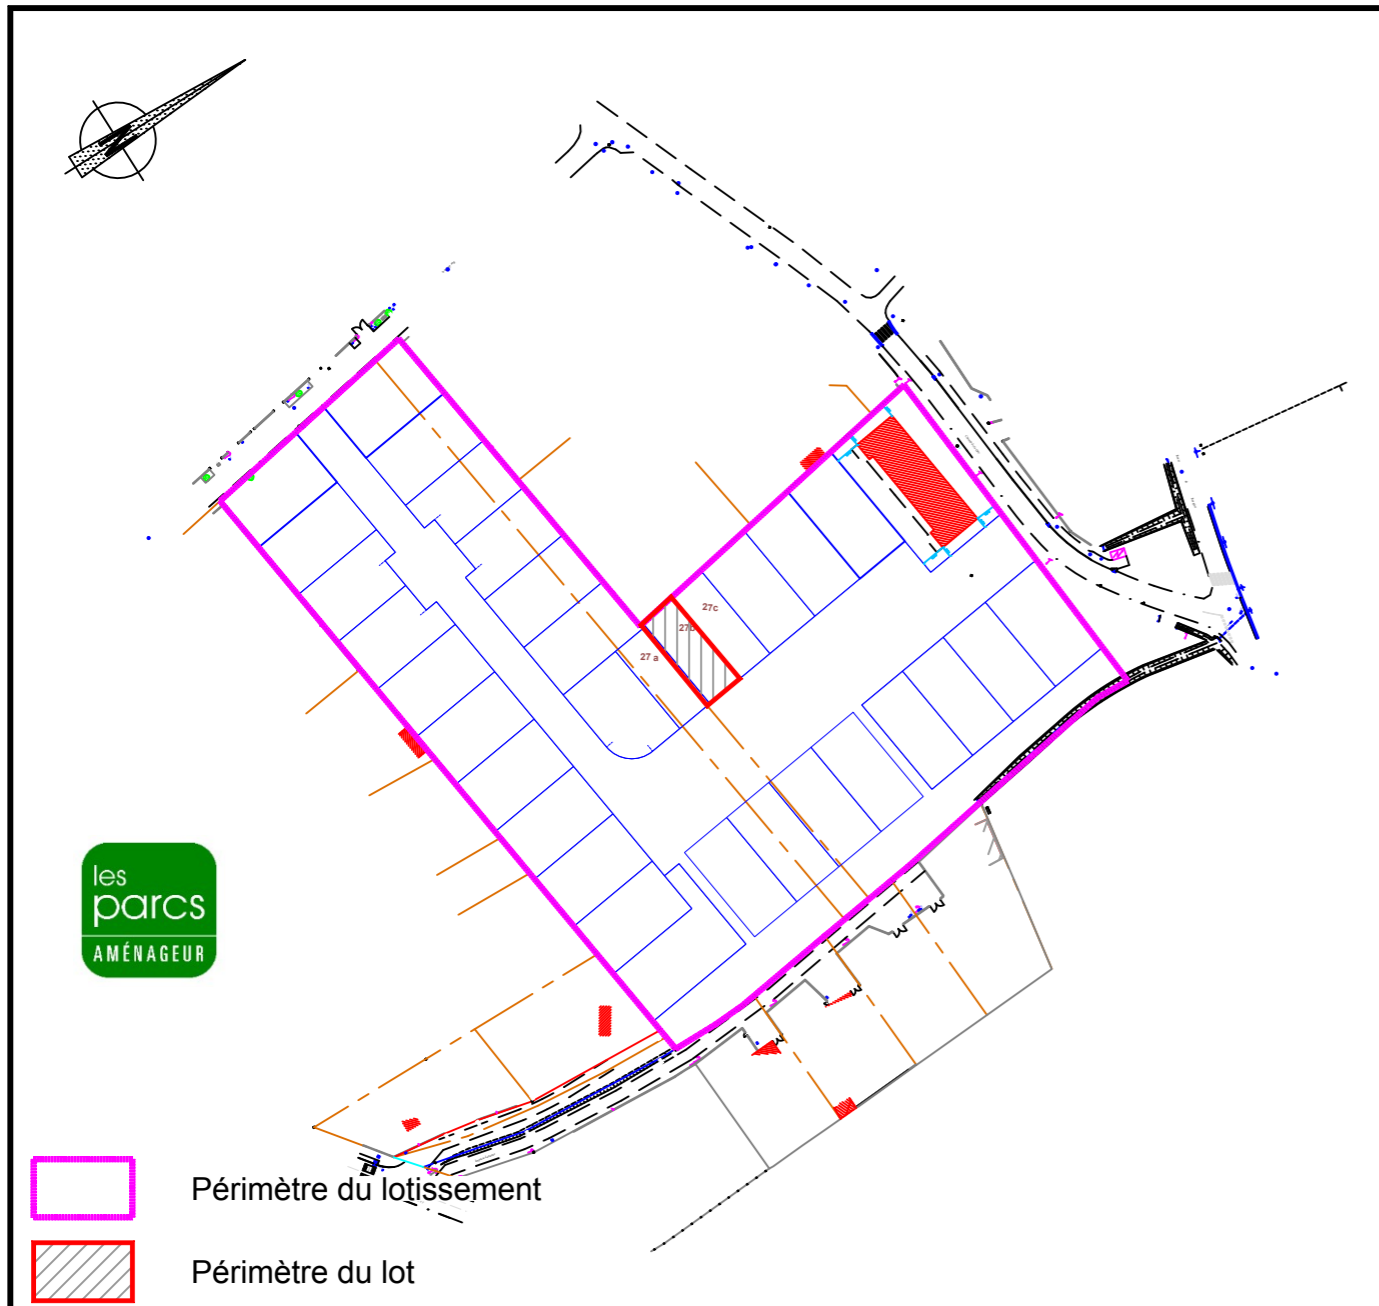 27c
27b
27 a
les
parcs
AMÉNAGEUR
Périmètre du lotissement
Périmètre du lot